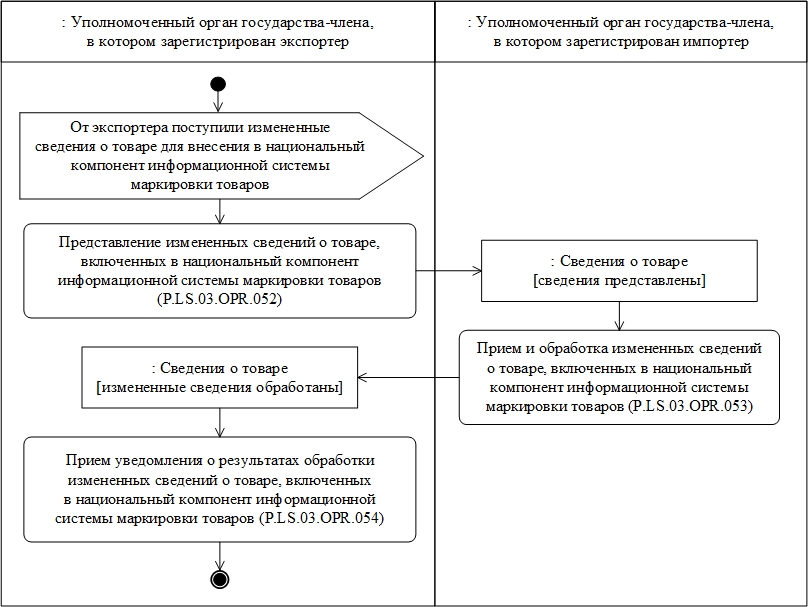 : Уполномоченный орган государства-члена,
в котором зарегистрирован экспортер
: Уполномоченный орган государства-члена,
в котором зарегистрирован импортер
От экспортера поступили измененные
сведения о товаре для внесения в национальный
компонент информационной системы
маркировки товаров
Представление измененных сведений о товаре,
включенных в национальный компонент
информационной системы маркировки товаров
(P.LS.03.OPR.052)
: Сведения о товаре
[сведения представлены]
Прием и обработка измененных сведений
о товаре, включенных в национальный
компонент информационной системы
маркировки товаров (P.LS.03.OPR.053)
: Сведения о товаре
[измененные сведения обработаны]
Прием уведомления о результатах обработки
измененных сведений о товаре, включенных
в национальный компонент информационной
системы маркировки товаров (P.LS.03.OPR.054)